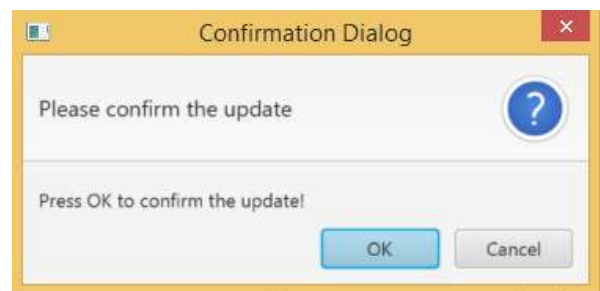 Confirmation Dialog
Please confirm the update
?
Press OK to confirm the update!
OK Cancel